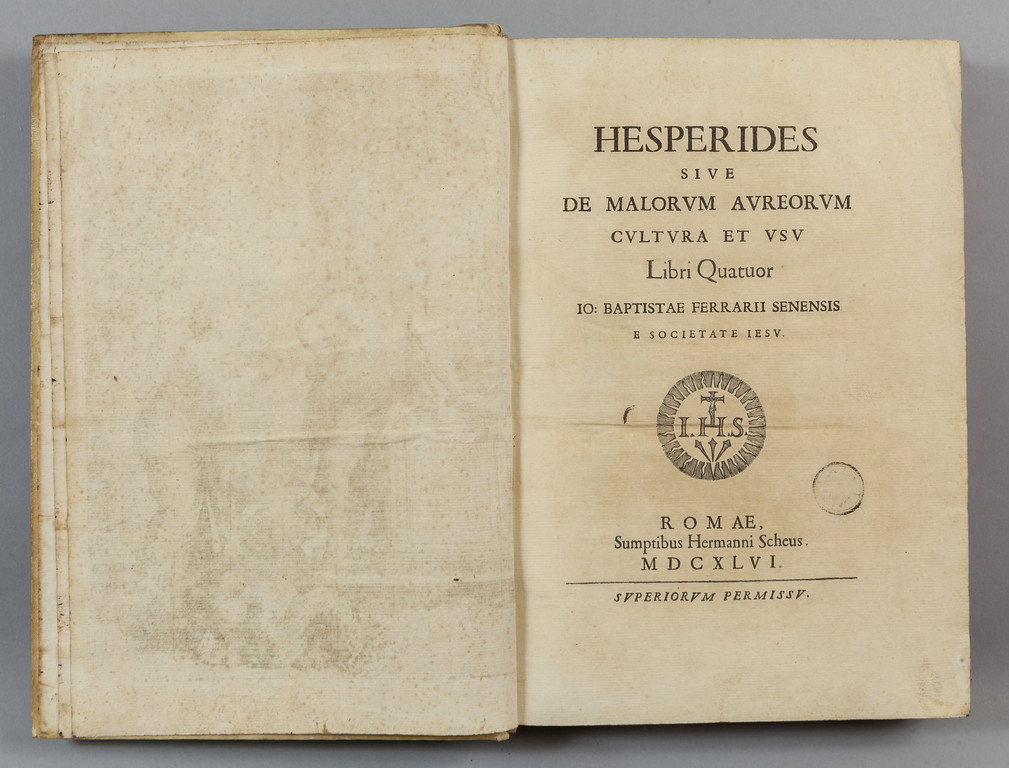 HESPERIDES
SIVE
DE MALORVM AVREORVM
CVLTVRA ET VSV
Libri Quatuor
IO: BAPTISTAE FERRARII SENENSIS
E SOCIETATE IESV.
I.H.S.
ROMAE,
Sumptibus Hermanni Scheus.
MDCXLVI.
SVPERIORVM PERMISSV.